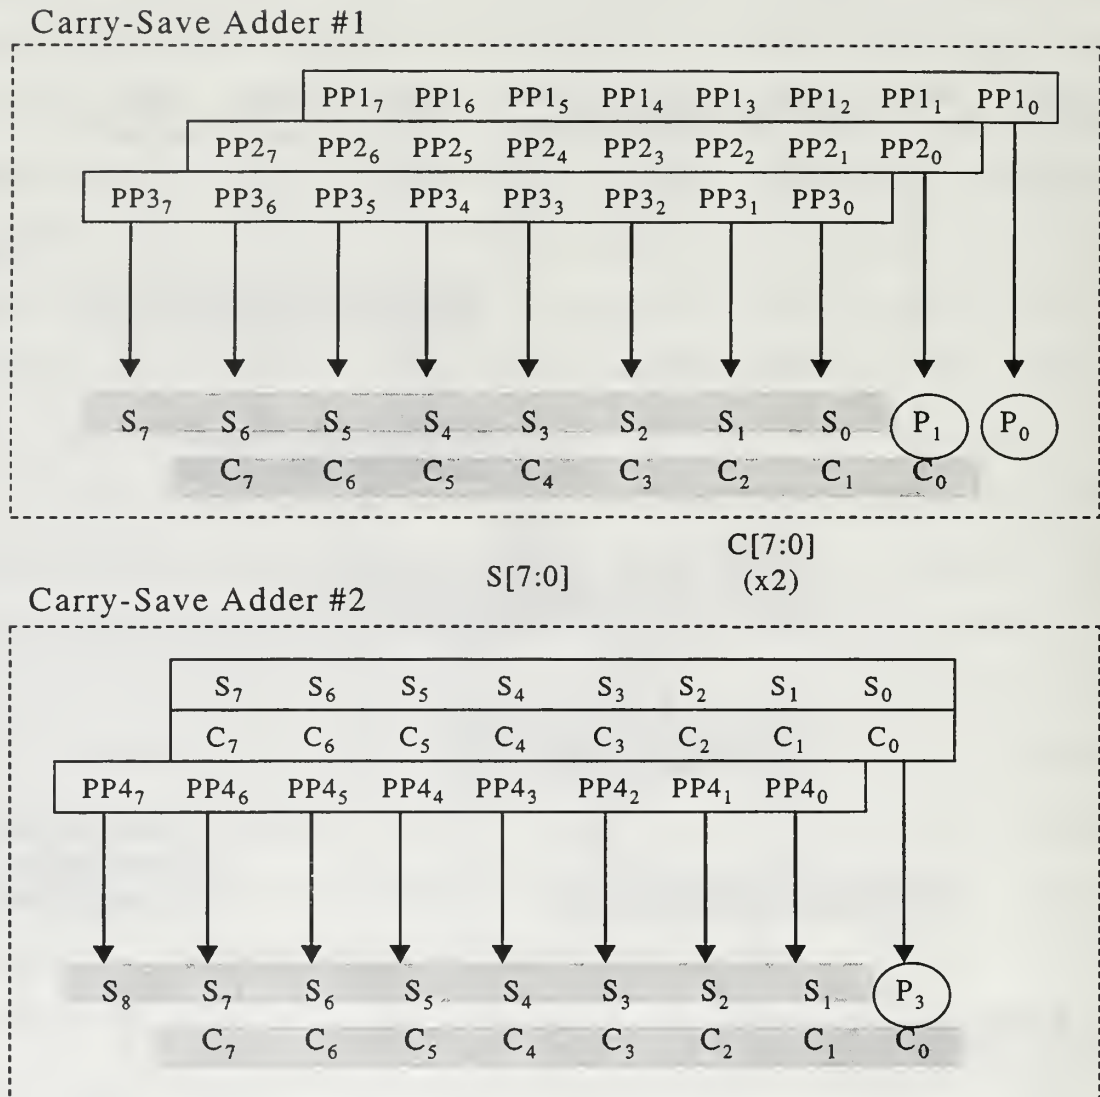 Carry-Save Adder #1
PP1₇ PP1₆ PP1₅ PP1₄ PP1₃ PP1₂ PP1₁ PP1₀
PP2₇ PP2₆ PP2₅ PP2₄ PP2₃ PP2₂ PP2₁ PP2₀
PP3₇ PP3₆ PP3₅ PP3₄ PP3₃ PP3₂ PP3₁ PP3₀
S₇ S₆ S₅ S₄ S₃ S₂ S₁ S₀ P₁ P₀
C₇ C₆ C₅ C₄ C₃ C₂ C₁ C₀
S[7:0]
C[7:0]
(x2)
Carry-Save Adder #2
S₇ S₆ S₅ S₄ S₃ S₂ S₁ S₀
C₇ C₆ C₅ C₄ C₃ C₂ C₁ C₀
PP4₇ PP4₆ PP4₅ PP4₄ PP4₃ PP4₂ PP4₁ PP4₀
S₈ S₇ S₆ S₅ S₄ S₃ S₂ S₁ P₃
C₇ C₆ C₅ C₄ C₃ C₂ C₁ C₀